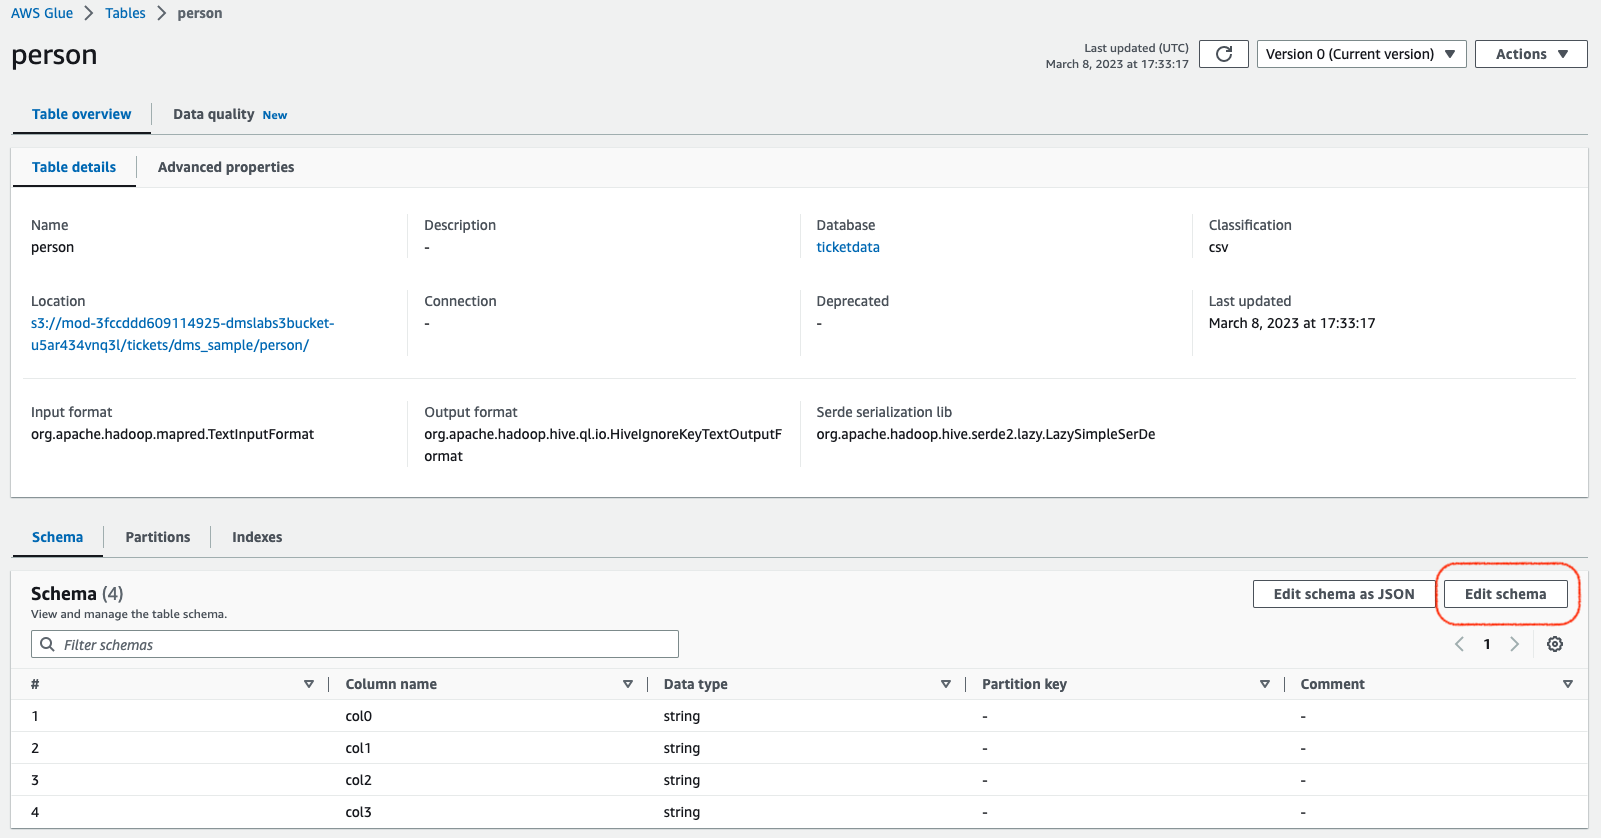 AWS Glue > Tables > person
person
Last updated (UTC)
March 8, 2023 at 17:33:17
Version 0 (Current version)
Actions
Table overview
Data quality New
Table details
Advanced properties
Name
person
Description
-
Database
ticketdata
Classification
csv
Location
s3://mod-3fccddd609114925-dmslabs3bucket-
u5ar434vnq3l/tickets/dms_sample/person/
Connection
-
Deprecated
-
Last updated
March 8, 2023 at 17:33:17
Input format
org.apache.hadoop.mapred.TextInputFormat
Output format
org.apache.hadoop.hive.ql.io.HiveIgnoreKeyTextOutputF
ormat
Serde serialization lib
org.apache.hadoop.hive.serde2.lazy.LazySimpleSerDe
Schema
Partitions
Indexes
Schema (4)
View and manage the table schema.
Edit schema as JSON
Edit schema
Filter schemas
< 1 >
# Column name Data type Partition key Comment
1 col0 string - -
2 col1 string - -
3 col2 string - -
4 col3 string - -